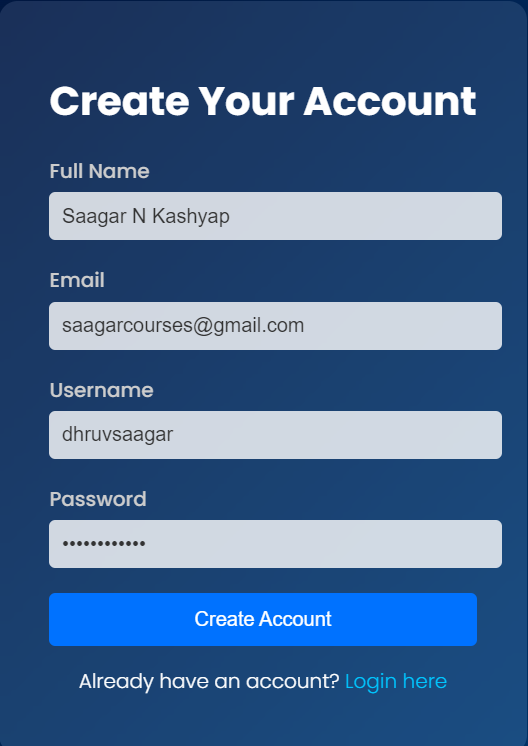 Create Your Account
Full Name
Saagar N Kashyap
Email
saagarcourses@gmail.com
Username
dhruvsaagar
Password
••••••••••••
Create Account
Already have an account? Login here